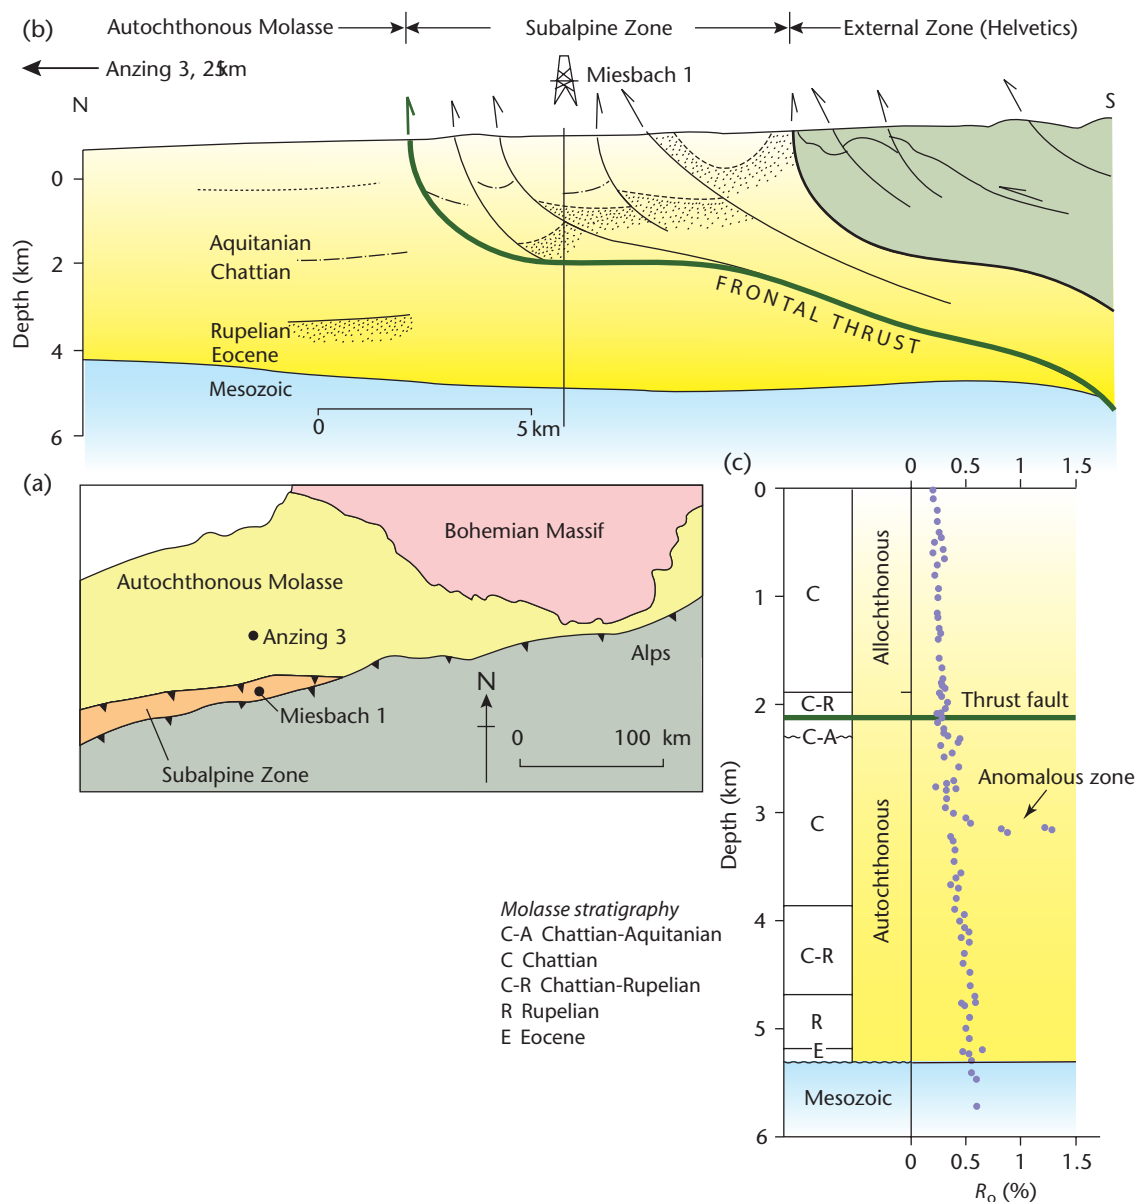 (b)
Autochthonous Molasse
Subalpine Zone
External Zone (Helvetics)
Anzing 3, 25km
Miesbach 1
N
S
0
2
4
6
Depth (km)
Aquitanian
Chattian
Rupelian
Eocene
Mesozoic
FRONTAL THRUST
0
5 km
(a)
Bohemian Massif
Autochthonous Molasse
Anzing 3
Alps
N
Miesbach 1
0
100 km
Subalpine Zone
Molasse stratigraphy
C-A Chattian-Aquitanian
C Chattian
C-R Chattian-Rupelian
R Rupelian
E Eocene
(c)
0
0.5
1
1.5
0
1
2
3
4
5
6
Depth (km)
C
C-R
C-A
C
C-R
R
E
Mesozoic
Allochthonous
Autochthonous
Thrust fault
Anomalous zone
0
0.5
1
1.5
Ro (%)